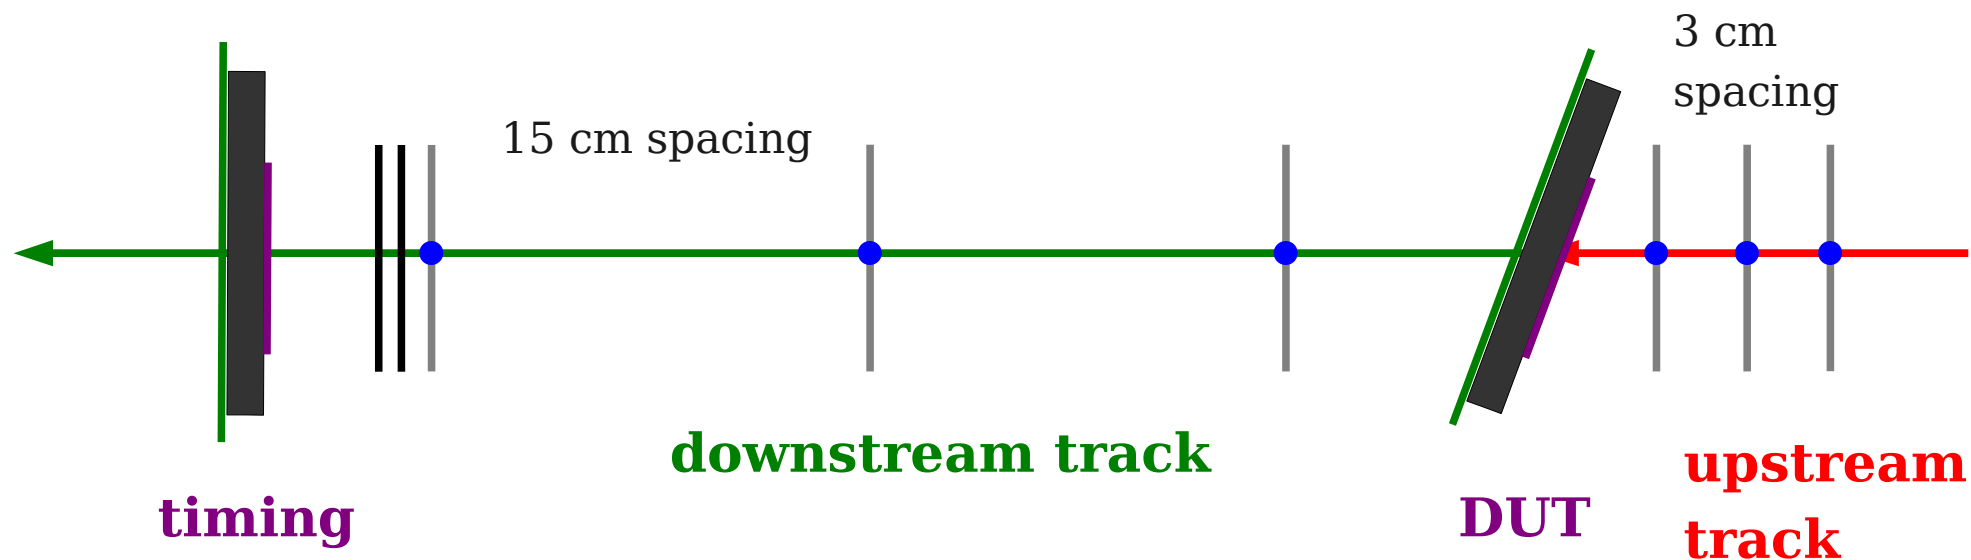 3 cm
spacing
15 cm spacing
downstream track
upstream
track
timing
DUT